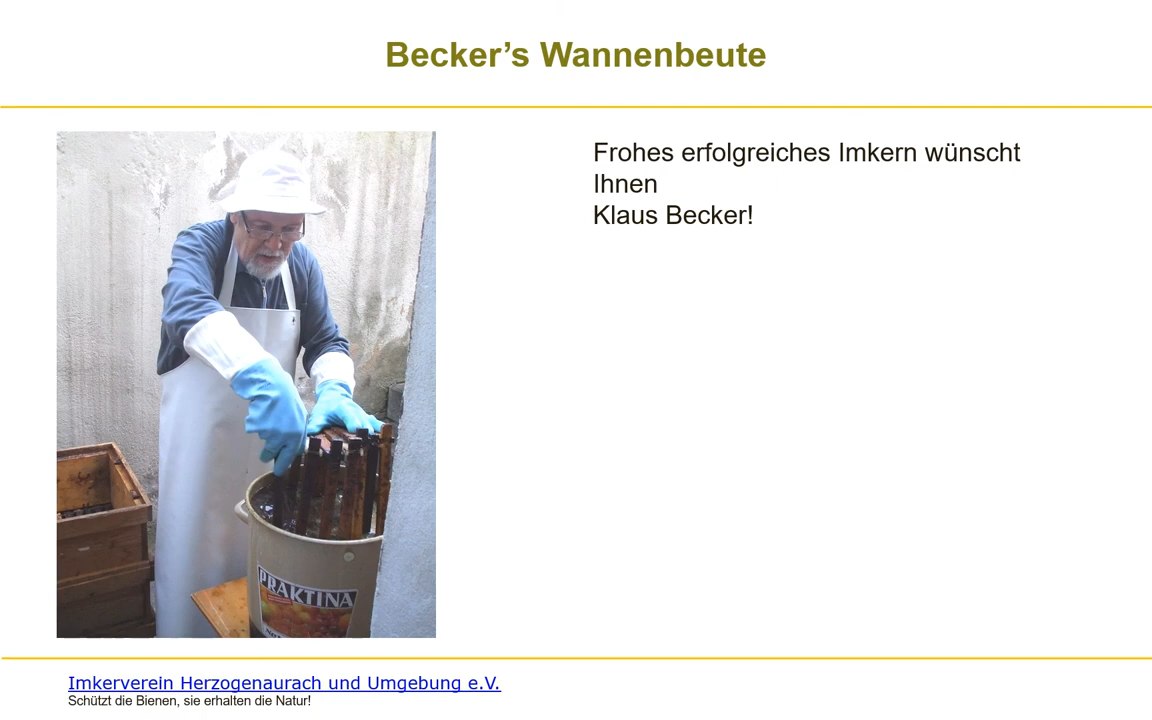 Becker’s Wannenbeute
Frohes erfolgreiches Imkern wünscht
Ihnen
Klaus Becker!
PRAKTINA
Imkerverein Herzogenaurach und Umgebung e.V.
Schützt die Bienen, sie erhalten die Natur!